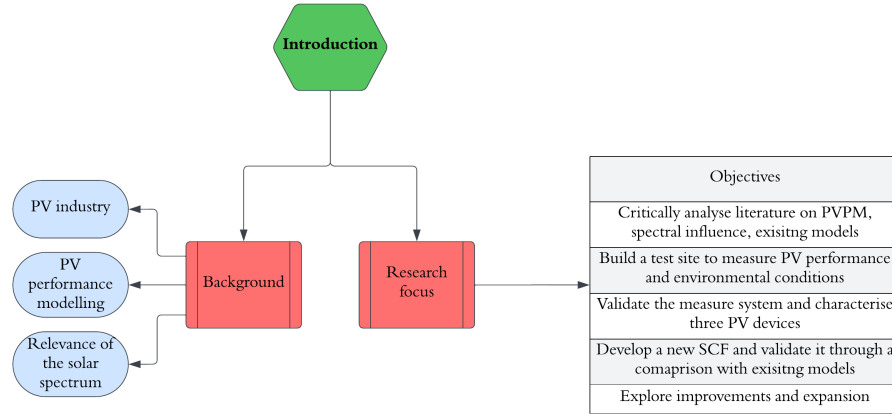 Introduction
PV industry
PV
performance
modelling
Relevance of
the solar
spectrum
Background
Research
focus
Objectives
Critically analyse literature on PVPM,
spectral influence, exisitng models
Build a test site to measure PV performance
and environmental conditions
Validate the measure system and characterise
three PV devices
Develop a new SCF and validate it through a
comaprison with exisitng models
Explore improvements and expansion